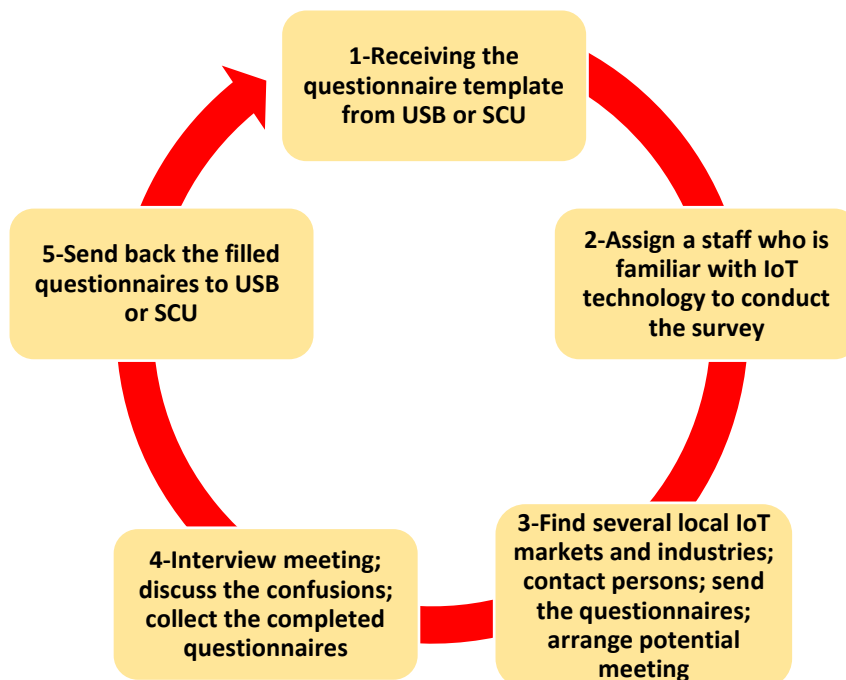 1-Receiving the
questionnaire template
from USB or SCU
2-Assign a staff who is
familiar with IoT
technology to conduct
the survey
3-Find several local IoT
markets and industries;
contact persons; send
the questionnaires;
arrange potential
meeting
4-Interview meeting;
discuss the confusions;
collect the completed
questionnaires
5-Send back the filled
questionnaires to USB
or SCU